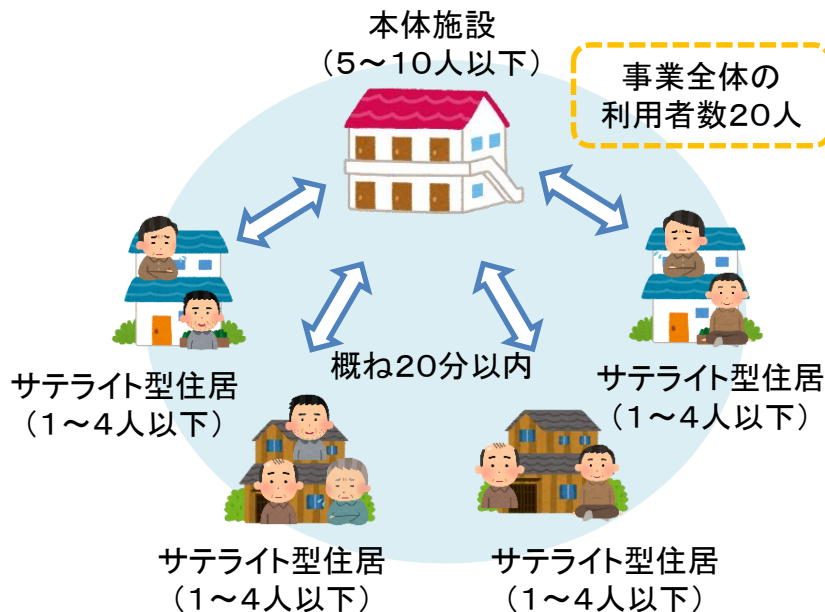 本体施設
（５～１０人以下）
事業全体の
利用者数２０人
概ね２０分以内
サテライト型住居
（１～４人以下）
サテライト型住居
（１～４人以下）
サテライト型住居
（１～４人以下）
サテライト型住居
（１～４人以下）